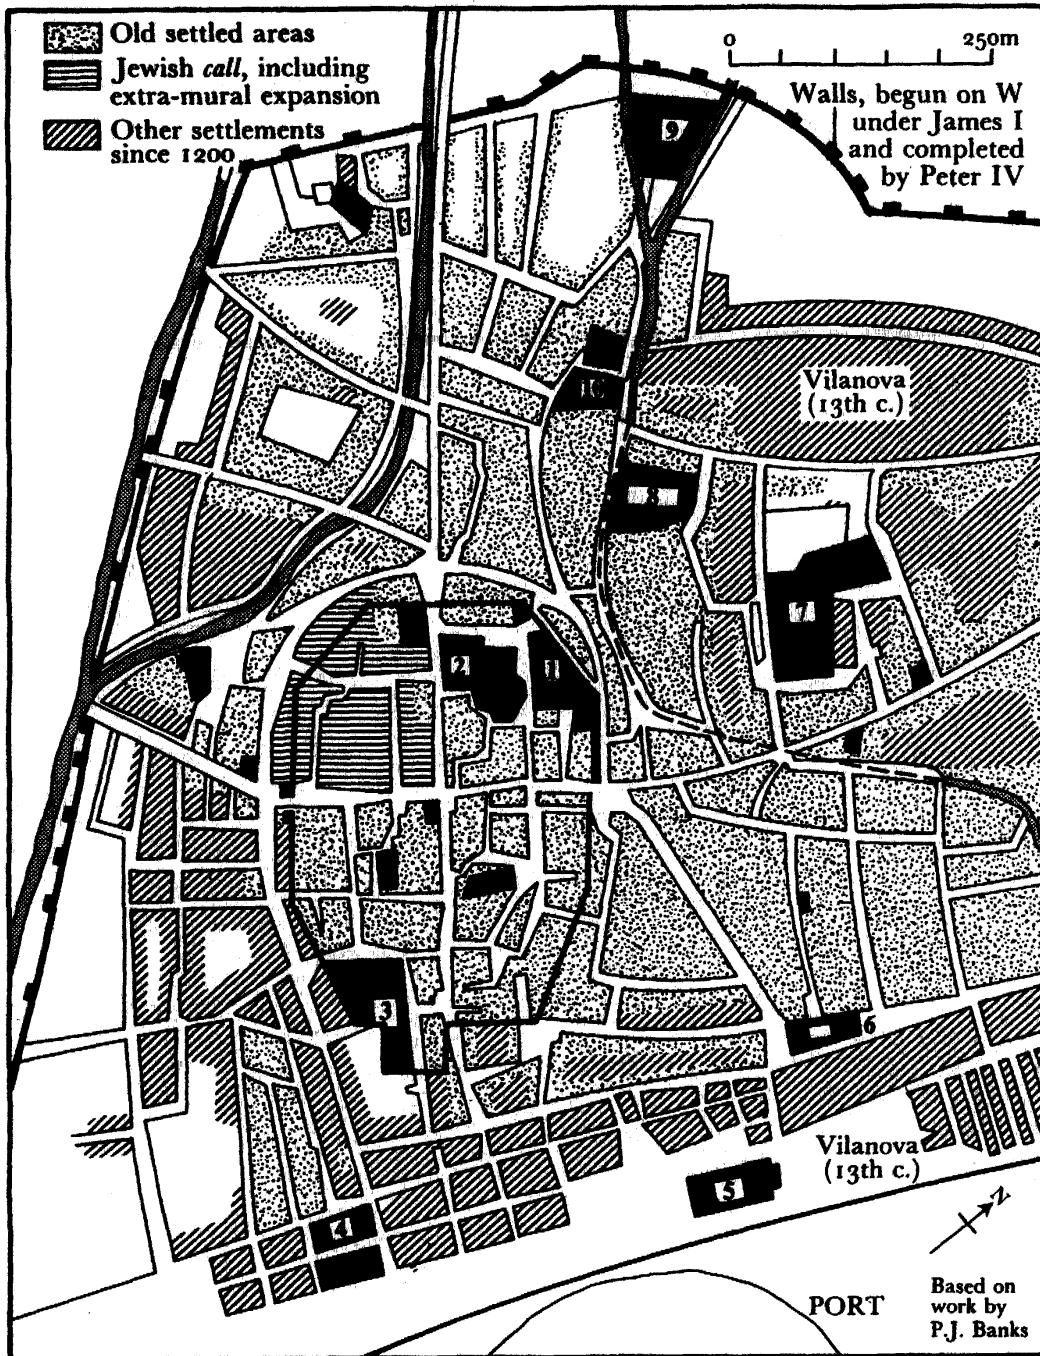 Old settled areas
Jewish call, including
extra-mural expansion
Other settlements
since 1200
0 250m
Walls, begun on W
under James I
and completed
by Peter IV
9
Vilanova
(13th c.)
10
8
7
2
1
3
6
Vilanova
(13th c.)
5
4
N
PORT
Based on
work by
P.J. Banks